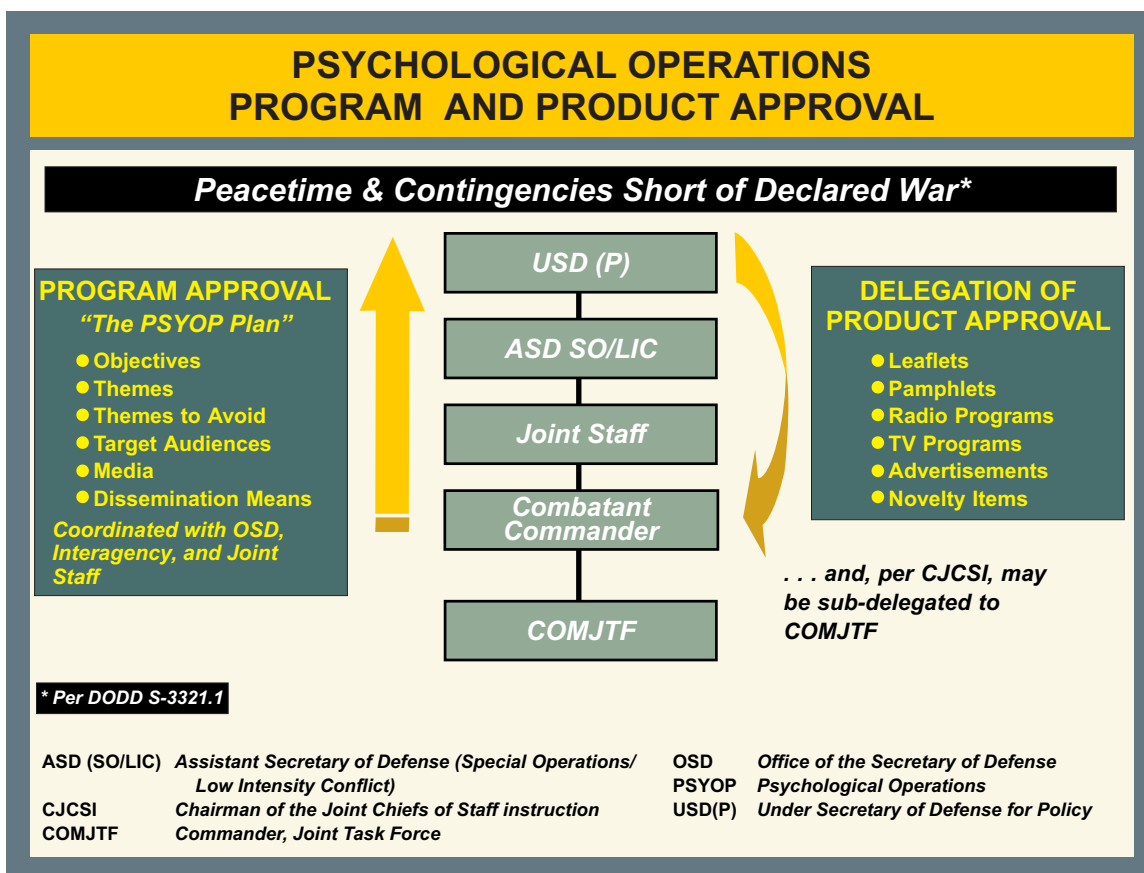 PSYCHOLOGICAL OPERATIONS
PROGRAM AND PRODUCT APPROVAL
Peacetime & Contingencies Short of Declared War*
PROGRAM APPROVAL
“The PSYOP Plan”
● Objectives
● Themes
● Themes to Avoid
● Target Audiences
● Media
● Dissemination Means
Coordinated with OSD,
Interagency, and Joint
Staff
USD (P)
ASD SO/LIC
Joint Staff
Combatant
Commander
COMJTF
DELEGATION OF
PRODUCT APPROVAL
● Leaflets
● Pamphlets
● Radio Programs
● TV Programs
● Advertisements
● Novelty Items
. . . and, per CJCSI, may
be sub-delegated to
COMJTF
* Per DODD S-3321.1
ASD (SO/LIC) Assistant Secretary of Defense (Special Operations/
Low Intensity Conflict)
CJCSI Chairman of the Joint Chiefs of Staff instruction
COMJTF Commander, Joint Task Force
OSD Office of the Secretary of Defense
PSYOP Psychological Operations
USD(P) Under Secretary of Defense for Policy